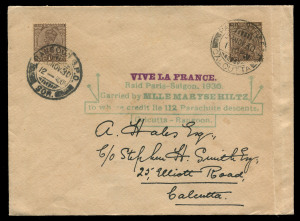 VIVE LA FRANCE.
Raid Paris-Saigon, 1936.
Carried by MLLE MARYSE HILTZ
to whose credit lie 112 Parachute descents.
Calcutta - Rangoon.
A. Hales Esq.,
C/o Stephen H. Smith Esq.,
25, Elliott Road,
Calcutta.